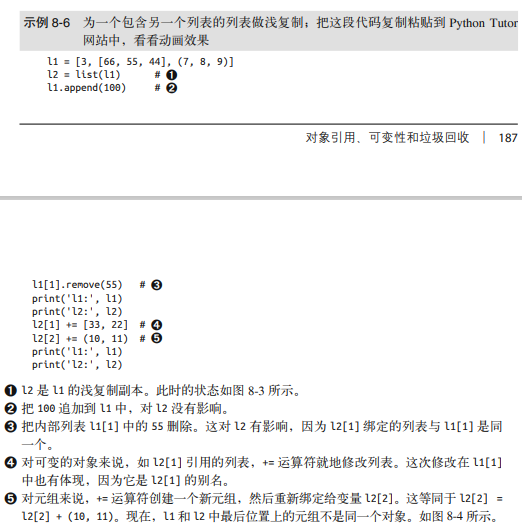 示例 8-6 为一个包含另一个列表的列表做浅复制；把这段代码复制粘贴到 Python Tutor
网站中，看看动画效果
l1 = [3, [66, 55, 44], (7, 8, 9)]
l2 = list(l1) # ❶
l1.append(100) # ❷
对象引用、可变性和垃圾回收 | 187
l1[1].remove(55) # ❸
print('l1:', l1)
print('l2:', l2)
l2[1] += [33, 22] # ❹
l2[2] += (10, 11) # ❺
print('l1:', l1)
print('l2:', l2)
❶ l2 是 l1 的浅复制副本。此时的状态如图 8-3 所示。
❷ 把 100 追加到 l1 中，对 l2 没有影响。
❸ 把内部列表 l1[1] 中的 55 删除。这对 l2 有影响，因为 l2[1] 绑定的列表与 l1[1] 是同
一个。
❹ 对可变的对象来说，如 l2[1] 引用的列表，+= 运算符就地修改列表。这次修改在 l1[1]
中也有体现，因为它是 l2[1] 的别名。
❺ 对元组来说，+= 运算符创建一个新元组，然后重新绑定给变量 l2[2]。这等同于 l2[2] =
l2[2] + (10, 11)。现在，l1 和 l2 中最后位置上的元组不是同一个对象。如图 8-4 所示。